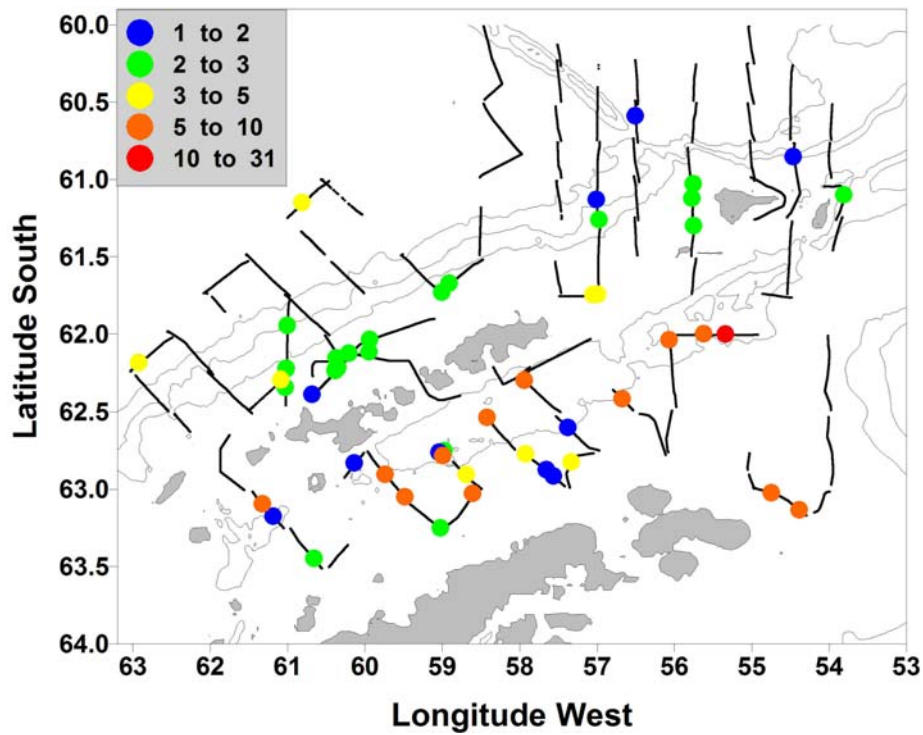 60.0
60.5
61.0
61.5
62.0
62.5
63.0
63.5
64.0
Latitude South
1 to 2
2 to 3
3 to 5
5 to 10
10 to 31
63 62 61 60 59 58 57 56 55 54 53
Longitude West